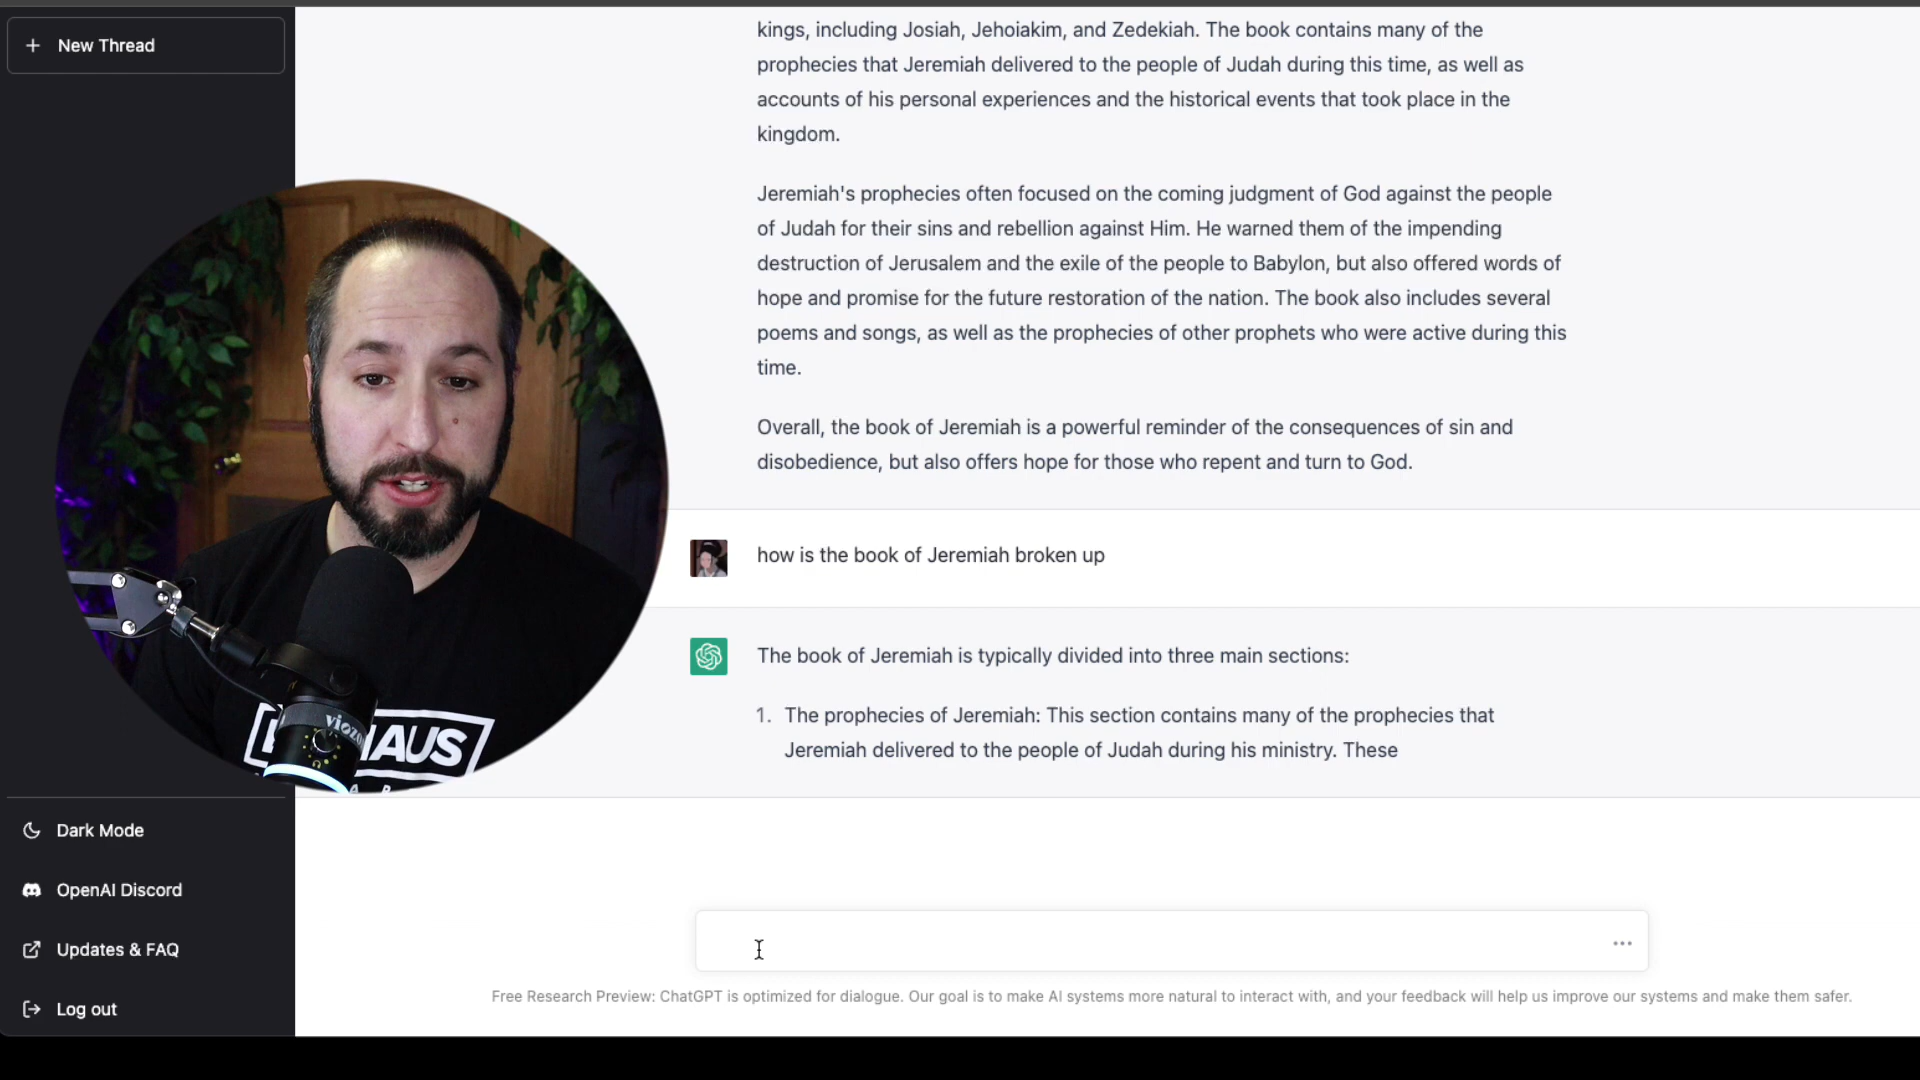 New Thread
kings, including Josiah, Jehoiakim, and Zedekiah. The book contains many of the
prophecies that Jeremiah delivered to the people of Judah during this time, as well as
accounts of his personal experiences and the historical events that took place in the
kingdom.
Jeremiah's prophecies often focused on the coming judgment of God against the people
of Judah for their sins and rebellion against Him. He warned them of the impending
destruction of Jerusalem and the exile of the people to Babylon, but also offered words of
hope and promise for the future restoration of the nation. The book also includes several
poems and songs, as well as the prophecies of other prophets who were active during this
time.
Overall, the book of Jeremiah is a powerful reminder of the consequences of sin and
disobedience, but also offers hope for those who repent and turn to God.
how is the book of Jeremiah broken up
The book of Jeremiah is typically divided into three main sections:
1. The prophecies of Jeremiah: This section contains many of the prophecies that
Jeremiah delivered to the people of Judah during his ministry. These
Dark Mode
OpenAI Discord
Updates & FAQ
Log out
Free Research Preview: ChatGPT is optimized for dialogue. Our goal is to make AI systems more natural to interact with, and your feedback will help us improve our systems and make them safer.